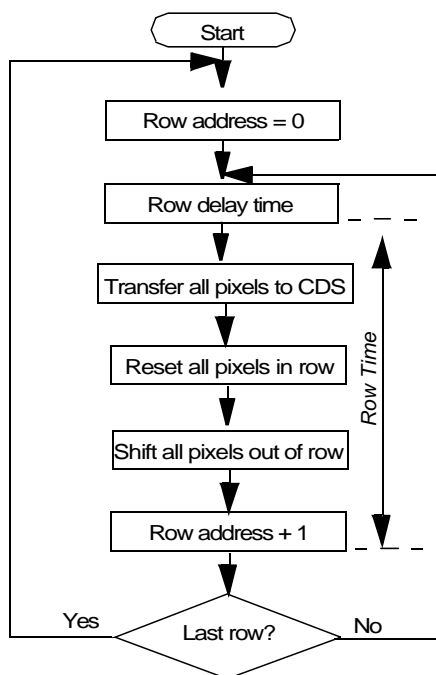 Start
Row address = 0
Row delay time
Transfer all pixels to CDS
Reset all pixels in row
Row Time
Shift all pixels out of row
Row address + 1
Yes
Last row?
No